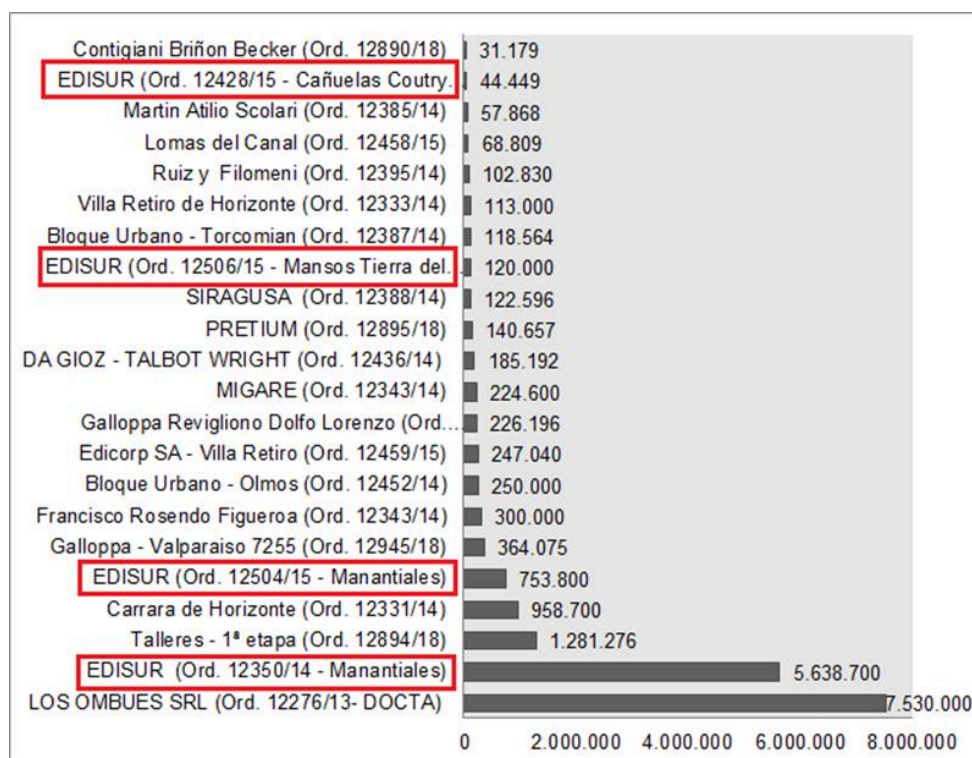 Contigiani Briñon Becker (Ord. 12890/18) 31.179
EDISUR (Ord. 12428/15 - Cañuelas Coutry. 44.449
Martin Atilio Scolari (Ord. 12385/14) 57.868
Lomas del Canal (Ord. 12458/15) 68.809
Ruiz y Filomeni (Ord. 12395/14) 102.830
Villa Retiro de Horizonte (Ord. 12333/14) 113.000
Bloque Urbano - Torcomian (Ord. 12387/14) 118.564
EDISUR (Ord. 12506/15 - Mansos Tierra del... 120.000
SIRAGUSA (Ord. 12388/14) 122.596
PRETIUM (Ord. 12895/18) 140.657
DA GIOZ - TALBOT WRIGHT (Ord. 12436/14) 185.192
MIGARE (Ord. 12343/14) 224.600
Galloppa Revigliono Dolfo Lorenzo (Ord.... 226.196
Edicorp SA - Villa Retiro (Ord. 12459/15) 247.040
Bloque Urbano - Olmos (Ord. 12452/14) 250.000
Francisco Rosendo Figueroa (Ord. 12343/14) 300.000
Galloppa - Valparaiso 7255 (Ord. 12945/18) 364.075
EDISUR (Ord. 12504/15 - Manantiales) 753.800
Carrara de Horizonte (Ord. 12331/14) 958.700
Talleres - 1ª etapa (Ord. 12894/18) 1.281.276
EDISUR (Ord. 12350/14 - Manantiales) 5.638.700
LOS OMBUES SRL (Ord. 12276/13- DOCTA) 7.530.000
0 2.000.000 4.000.000 6.000.000 8.000.000